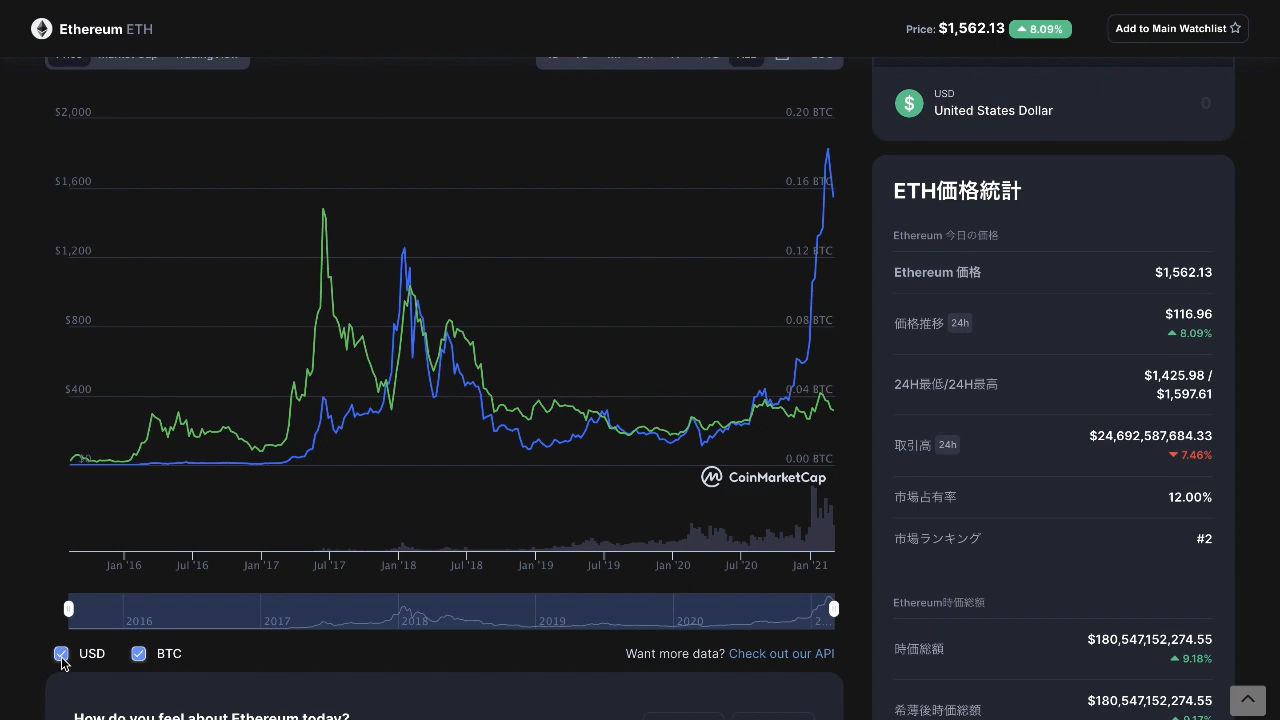 Ethereum ETH
Price: $1,562.13 8.09%
Add to Main Watchlist
USD
United States Dollar
0
$2,000
$1,600
$1,200
$800
$400
$0
0.20 BTC
0.16 BTC
0.12 BTC
0.08 BTC
0.04 BTC
0.00 BTC
CoinMarketCap
Jan '16 Jul '16 Jan '17 Jul '17 Jan '18 Jul '18 Jan '19 Jul '19 Jan '20 Jul '20 Jan '21
2016 2017 2018 2019 2020 2...
USD BTC
Want more data? Check out our API
How do you feel about Ethereum today?
ETH価格統計
Ethereum 今日の価格
Ethereum 価格 $1,562.13
価格推移 24h $116.96
8.09%
24H最低/24H最高 $1,425.98 /
$1,597.61
取引高 24h $24,692,587,684.33
7.46%
市場占有率 12.00%
市場ランキング #2
Ethereum時価総額
時価総額 $180,547,152,274.55
9.18%
希薄後時価総額 $180,547,152,274.55
9.17%